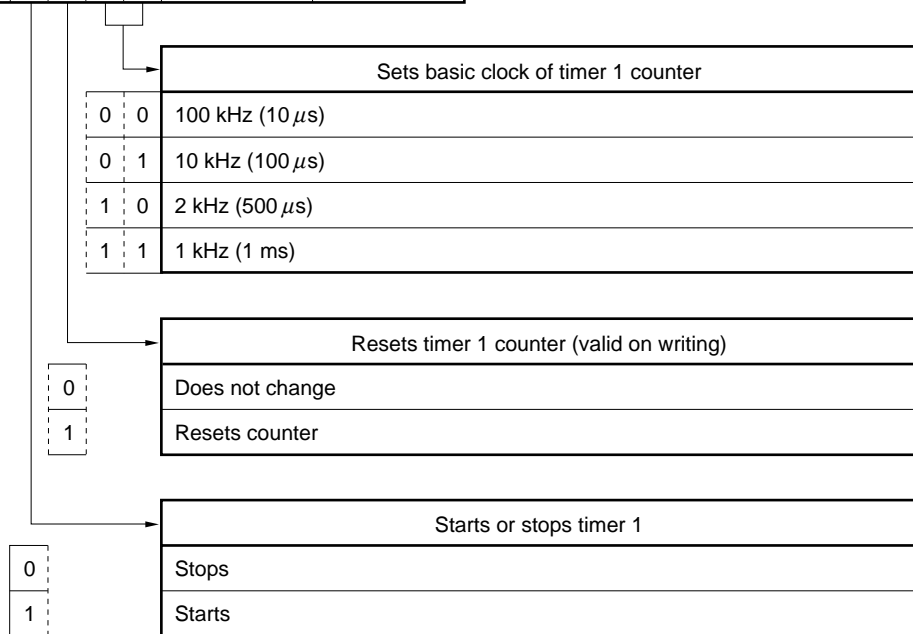 Sets basic clock of timer 1 counter
0 0 100 kHz (10 μs)
0 1 10 kHz (100 μs)
1 0 2 kHz (500 μs)
1 1 1 kHz (1 ms)
Resets timer 1 counter (valid on writing)
0 Does not change
1 Resets counter
Starts or stops timer 1
0 Stops
1 Starts